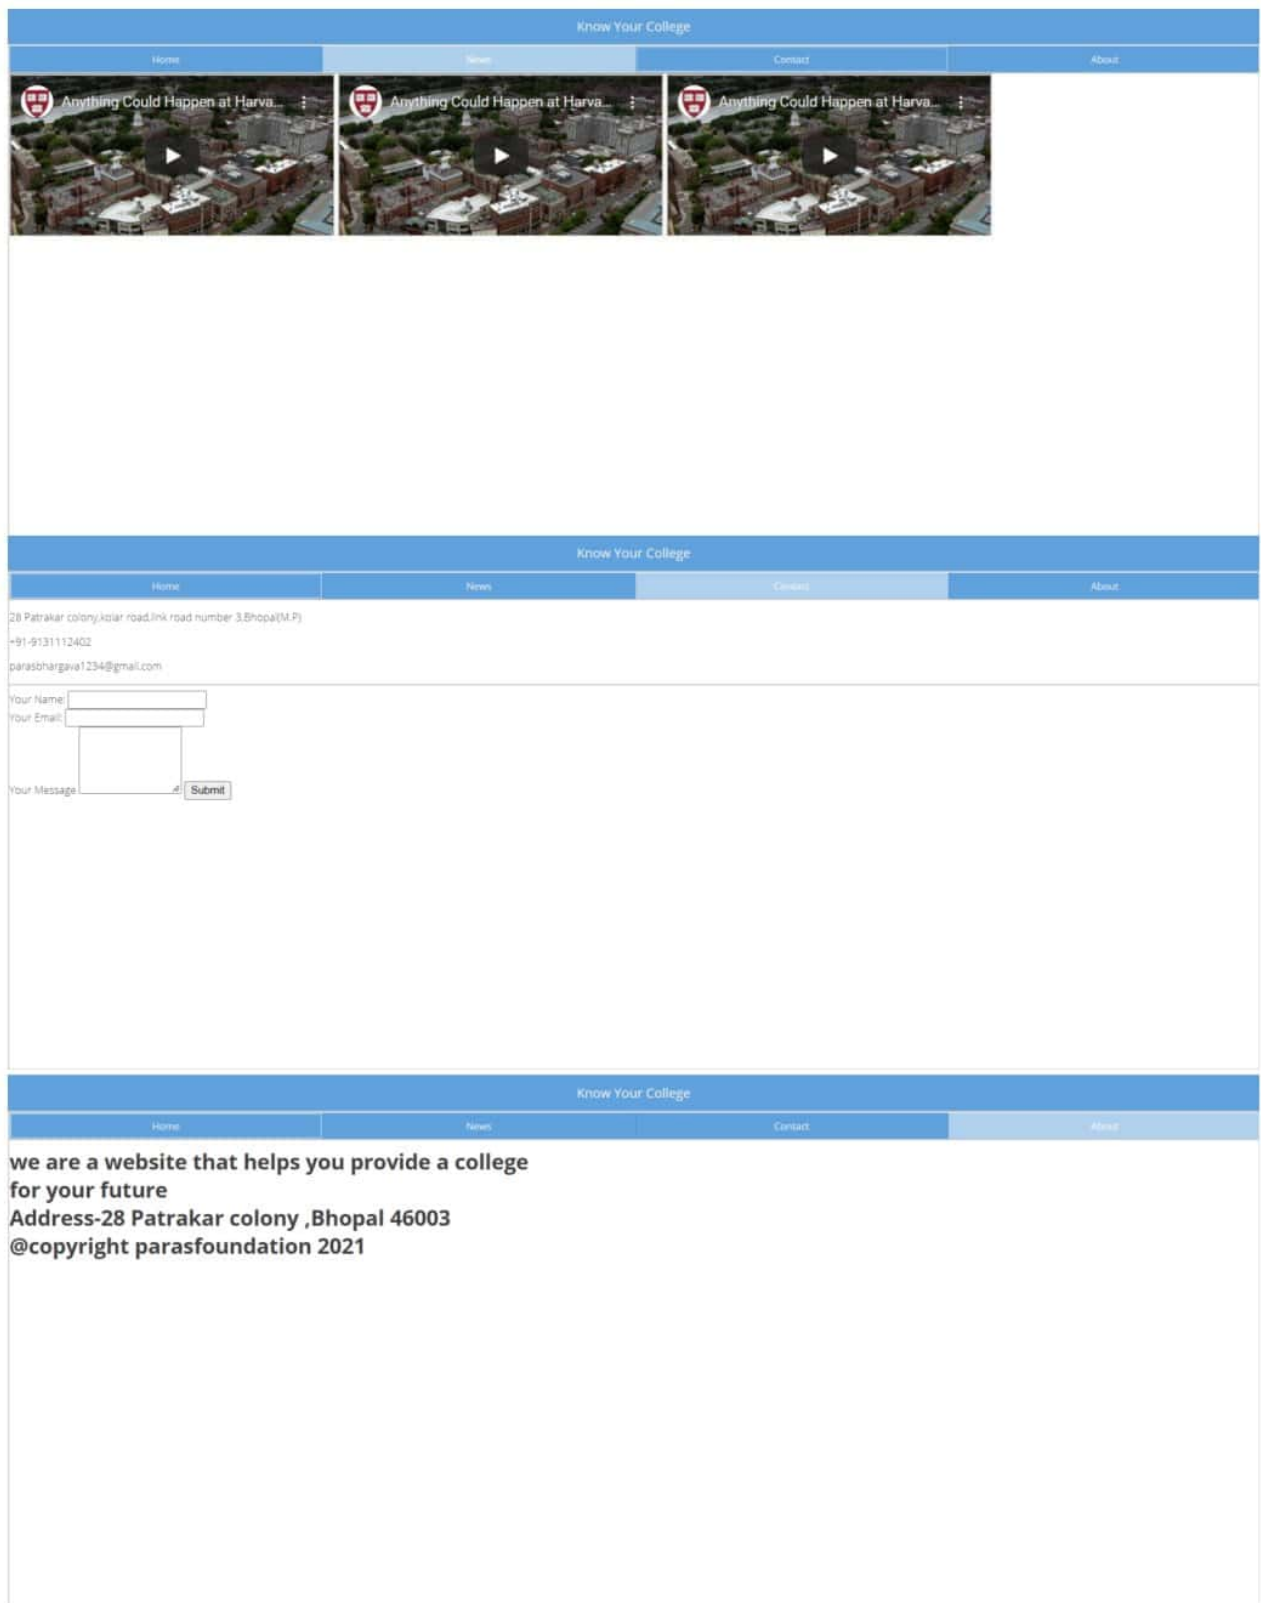 Know Your College
Home News Contact About
Anything Could Happen at Harva... Anything Could Happen at Harva... Anything Could Happen at Harva...
Know Your College
Home News Contact About
28 Patrakar colony,kolar road,link road number 3,Bhopal(M.P)
+91-9131112402
parasbhargava1234@gmail.com
Your Name:
Your Email:
Your Message Submit
Know Your College
Home News Contact About
we are a website that helps you provide a college
for your future
Address-28 Patrakar colony ,Bhopal 46003
@copyright parasfoundation 2021